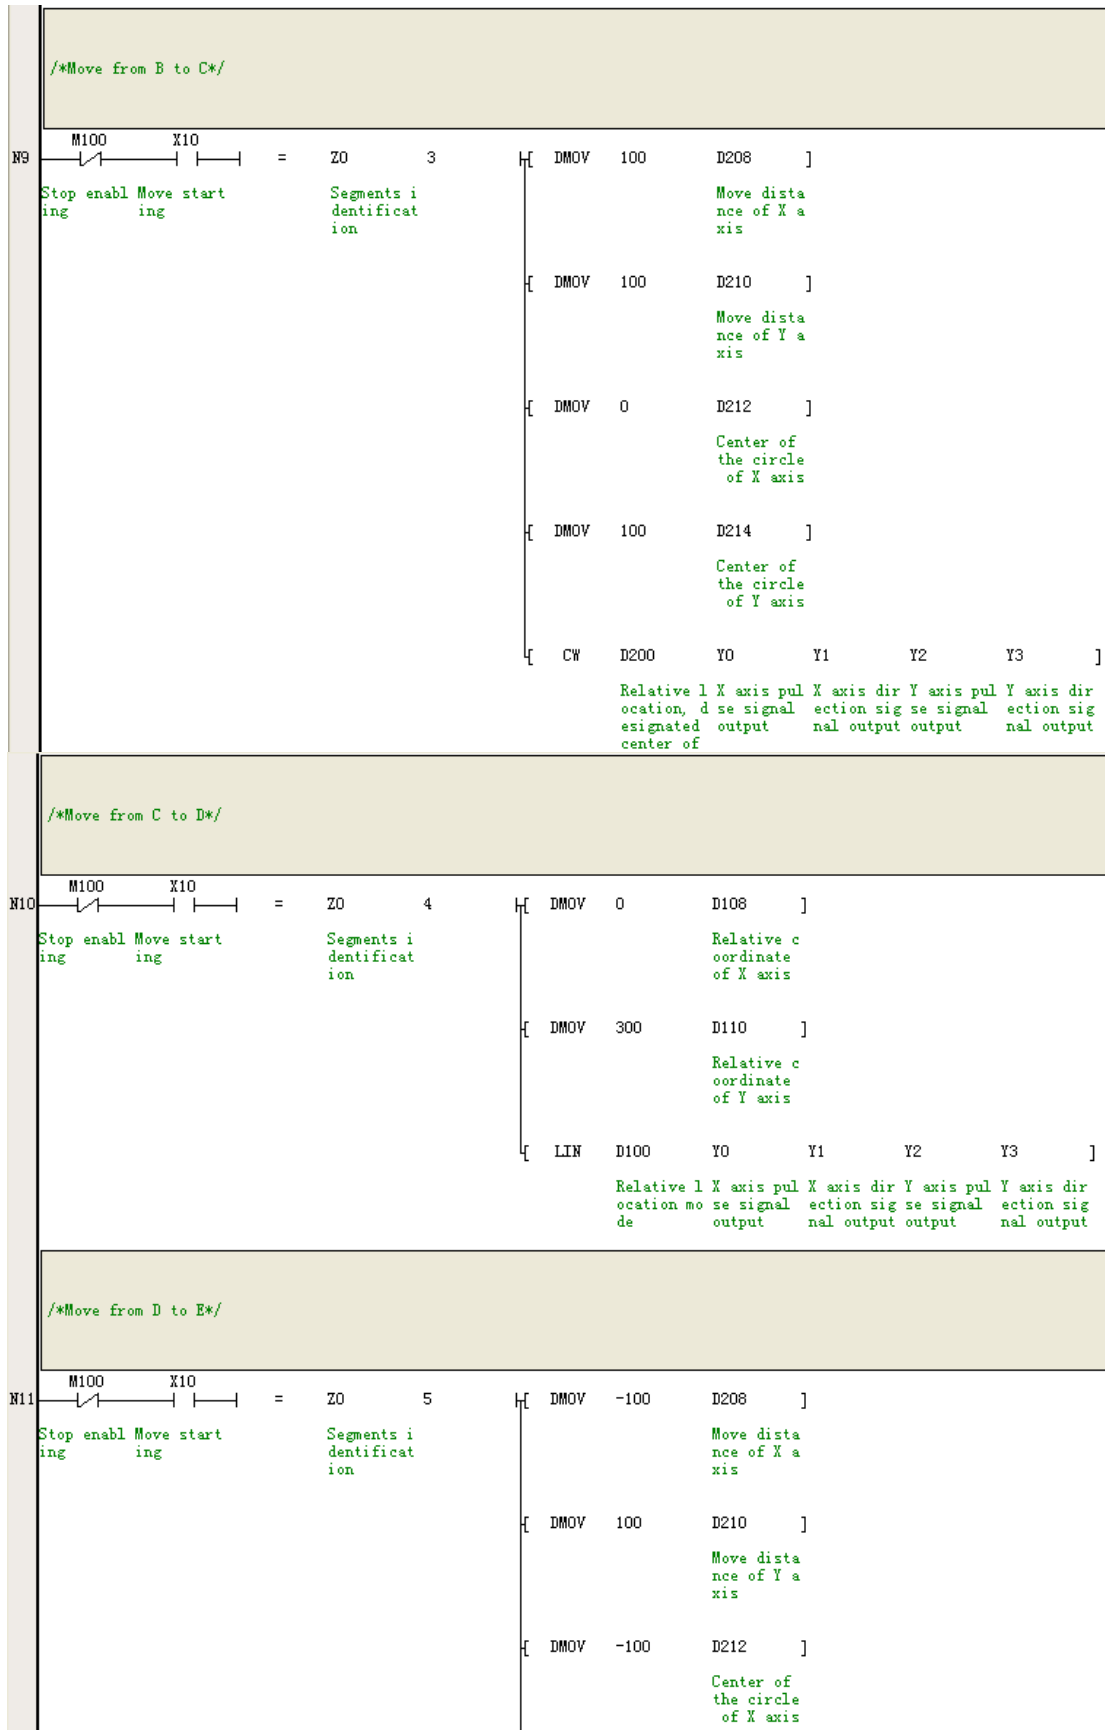 /*Move from B to C*/
M100 X10
N9 = Z0 3 [ DMOV 100 D208 ]
Stop enabl Move start Segments i Move dista
ing ing dentificat nce of X a
ion xis
[ DMOV 100 D210 ]
Move dista
nce of Y a
xis
[ DMOV 0 D212 ]
Center of
the circle
of X axis
[ DMOV 100 D214 ]
Center of
the circle
of Y axis
[ CW D200 Y0 Y1 Y2 Y3 ]
Relative l X axis pul X axis dir Y axis pul Y axis dir
ocation, d se signal ection sig se signal ection sig
esignated output nal output output nal output
center of
/*Move from C to D*/
M100 X10
N10 = Z0 4 [ DMOV 0 D108 ]
Stop enabl Move start Segments i Relative c
ing ing dentificat oordinate
ion of X axis
[ DMOV 300 D110 ]
Relative c
oordinate
of Y axis
[ LIN D100 Y0 Y1 Y2 Y3 ]
Relative l X axis pul X axis dir Y axis pul Y axis dir
ocation mo se signal ection sig se signal ection sig
de output nal output output nal output
/*Move from D to E*/
M100 X10
N11 = Z0 5 [ DMOV -100 D208 ]
Stop enabl Move start Segments i Move dista
ing ing dentificat nce of X a
ion xis
[ DMOV 100 D210 ]
Move dista
nce of Y a
xis
[ DMOV -100 D212 ]
Center of
the circle
of X axis